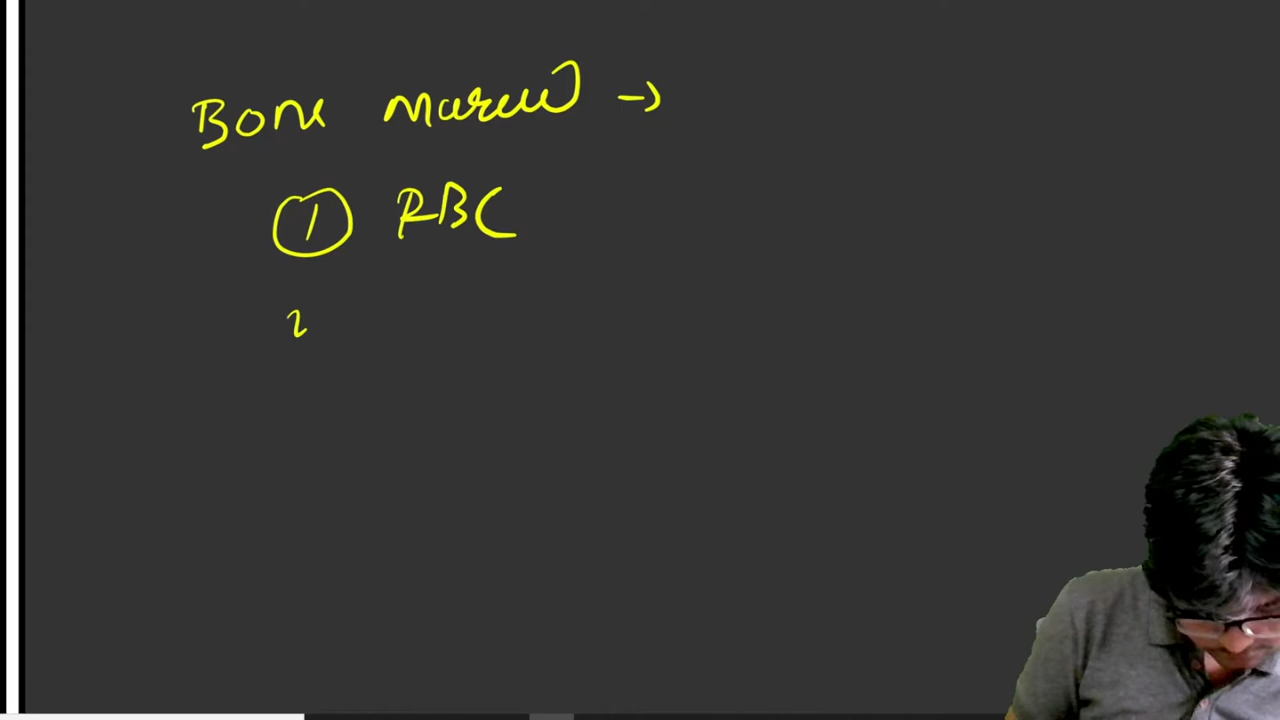 Bone marrow →
① RBC
2